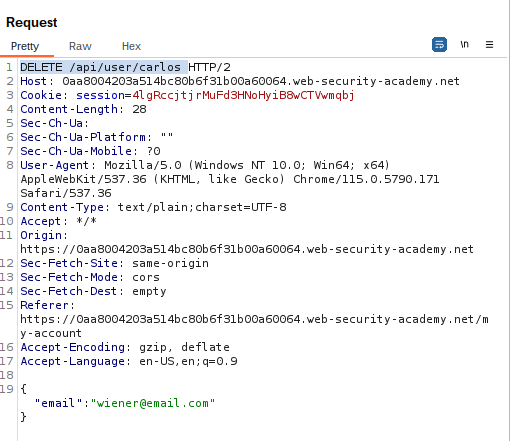 Request
Pretty Raw Hex
\n ≡
1 DELETE /api/user/carlos HTTP/2
2 Host: 0aa8004203a514bc80b6f31b00a60064.web-security-academy.net
3 Cookie: session=4lgRccjtjrMuFd3HNoHyiB8wCTVwmqbj
4 Content-Length: 28
5 Sec-Ch-Ua:
6 Sec-Ch-Ua-Platform: ""
7 Sec-Ch-Ua-Mobile: ?0
8 User-Agent: Mozilla/5.0 (Windows NT 10.0; Win64; x64)
AppleWebKit/537.36 (KHTML, like Gecko) Chrome/115.0.5790.171
Safari/537.36
9 Content-Type: text/plain;charset=UTF-8
10 Accept: */*
11 Origin:
https://0aa8004203a514bc80b6f31b00a60064.web-security-academy.net
12 Sec-Fetch-Site: same-origin
13 Sec-Fetch-Mode: cors
14 Sec-Fetch-Dest: empty
15 Referer:
https://0aa8004203a514bc80b6f31b00a60064.web-security-academy.net/m
y-account
16 Accept-Encoding: gzip, deflate
17 Accept-Language: en-US,en;q=0.9
18
19 {
"email":"wiener@email.com"
}